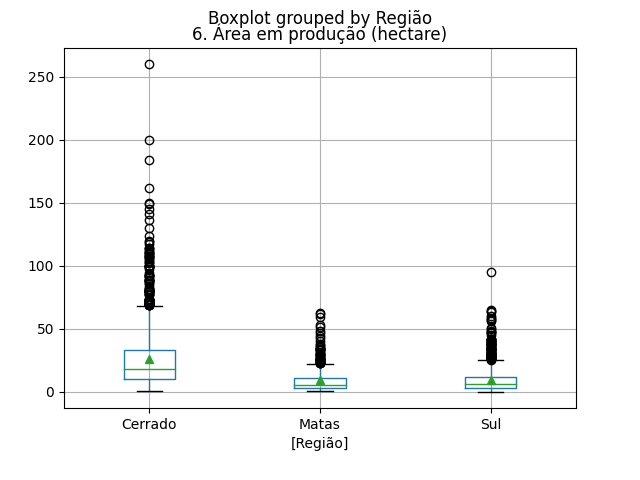 Boxplot grouped by Região
6. Área em produção (hectare)
250
200
150
100
50
0
Cerrado
Matas
Sul
[Região]